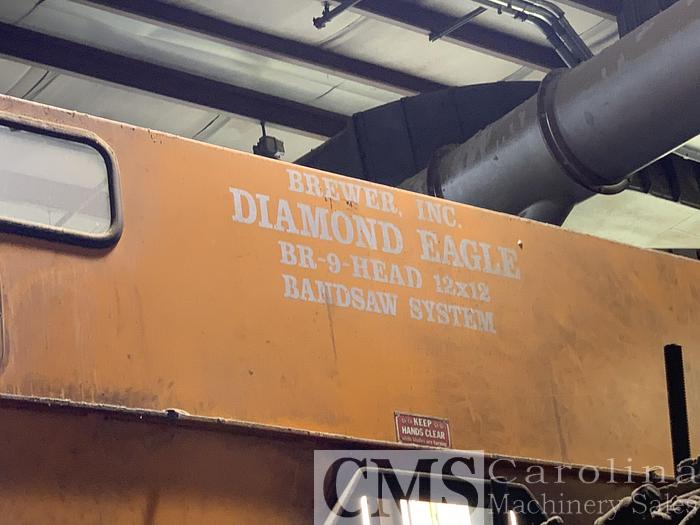 BREWER, INC.
DIAMOND EAGLE
BR-9-HEAD 12x12
BANDSAW SYSTEM
KEEP
HANDS CLEAR
CMS Carolina
Machinery Sales